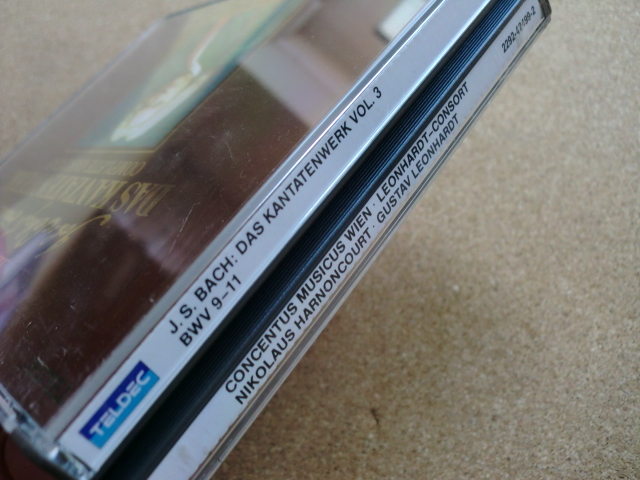 J. S. BACH: DAS KANTATENWERK VOL. 3
BWV 9–11
TELDEC
CONCENTUS MUSICUS WIEN · LEONHARDT–CONSORT
NIKOLAUS HARNONCOURT · GUSTAV LEONHARDT